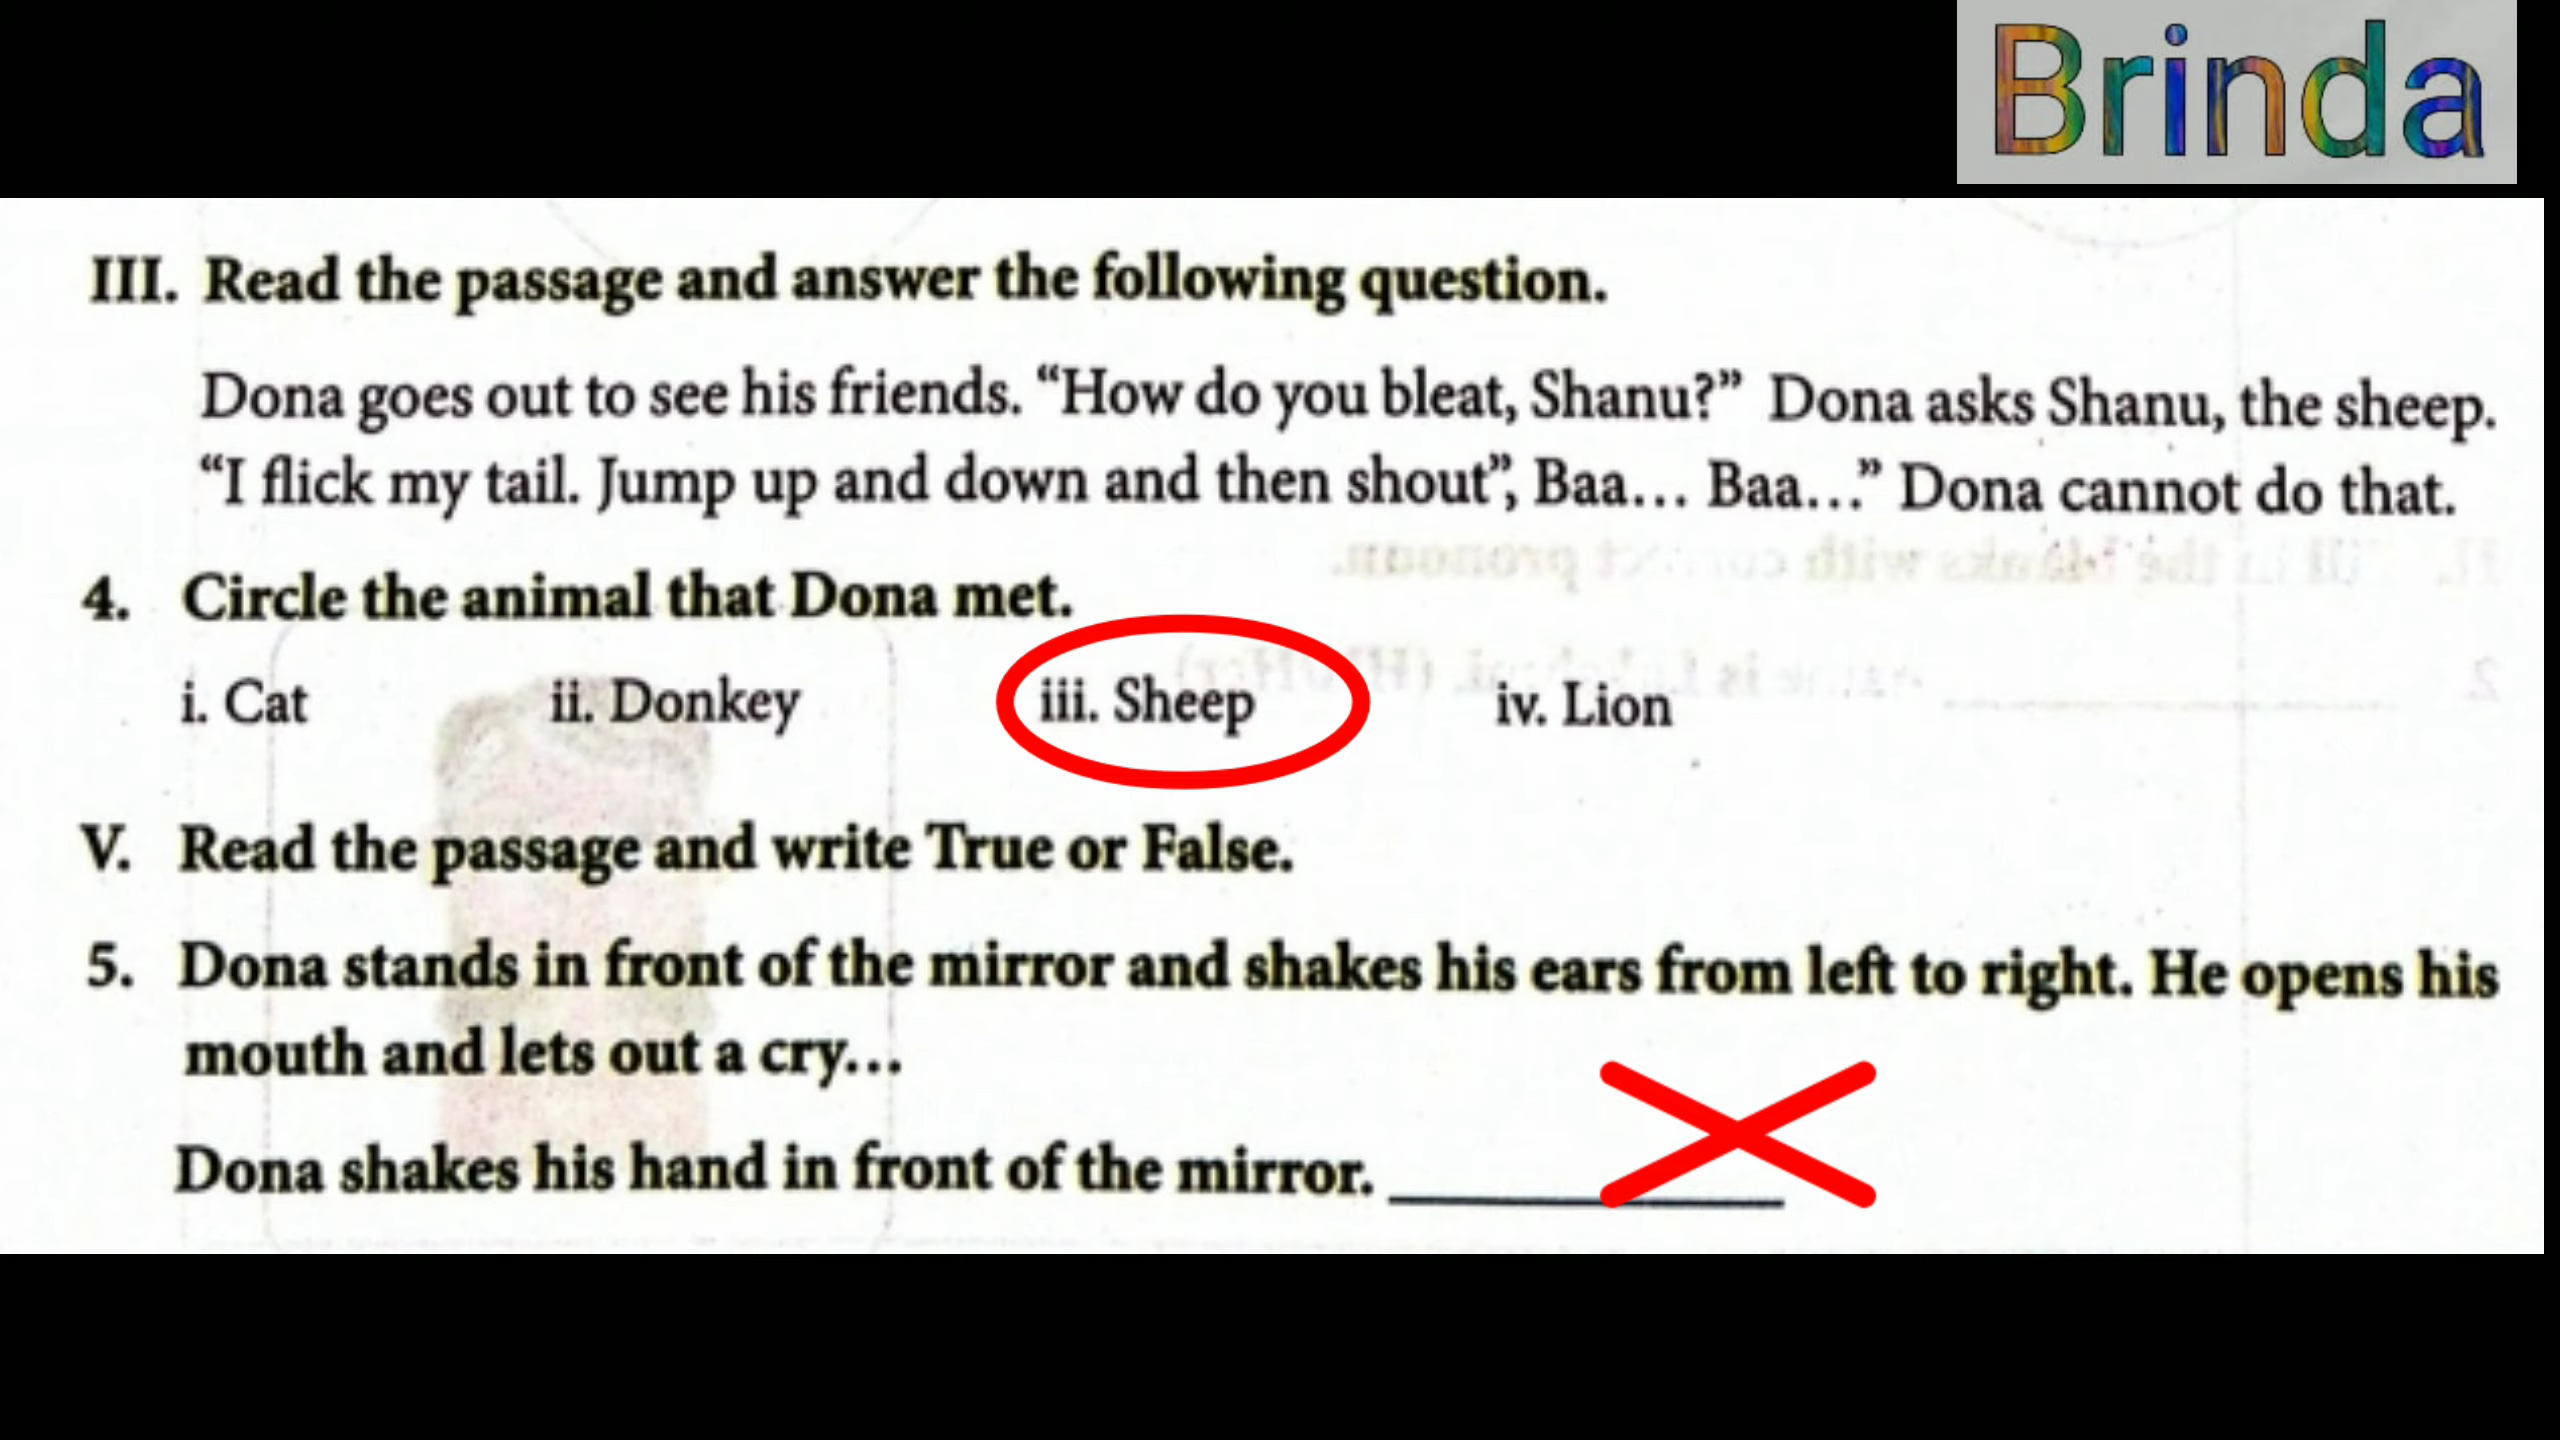 Brinda
III. Read the passage and answer the following question.
Dona goes out to see his friends. “How do you bleat, Shanu?” Dona asks Shanu, the sheep.
“I flick my tail. Jump up and down and then shout”, Baa... Baa...” Dona cannot do that.
4. Circle the animal that Dona met.
i. Cat ii. Donkey iii. Sheep iv. Lion
V. Read the passage and write True or False.
5. Dona stands in front of the mirror and shakes his ears from left to right. He opens his
mouth and lets out a cry...
Dona shakes his hand in front of the mirror.